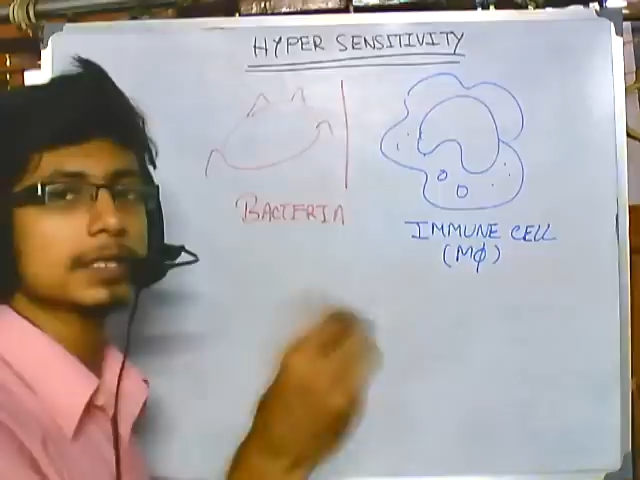 HYPER SENSITIVITY
BACTERIA
IMMUNE CELL
(Mϕ)